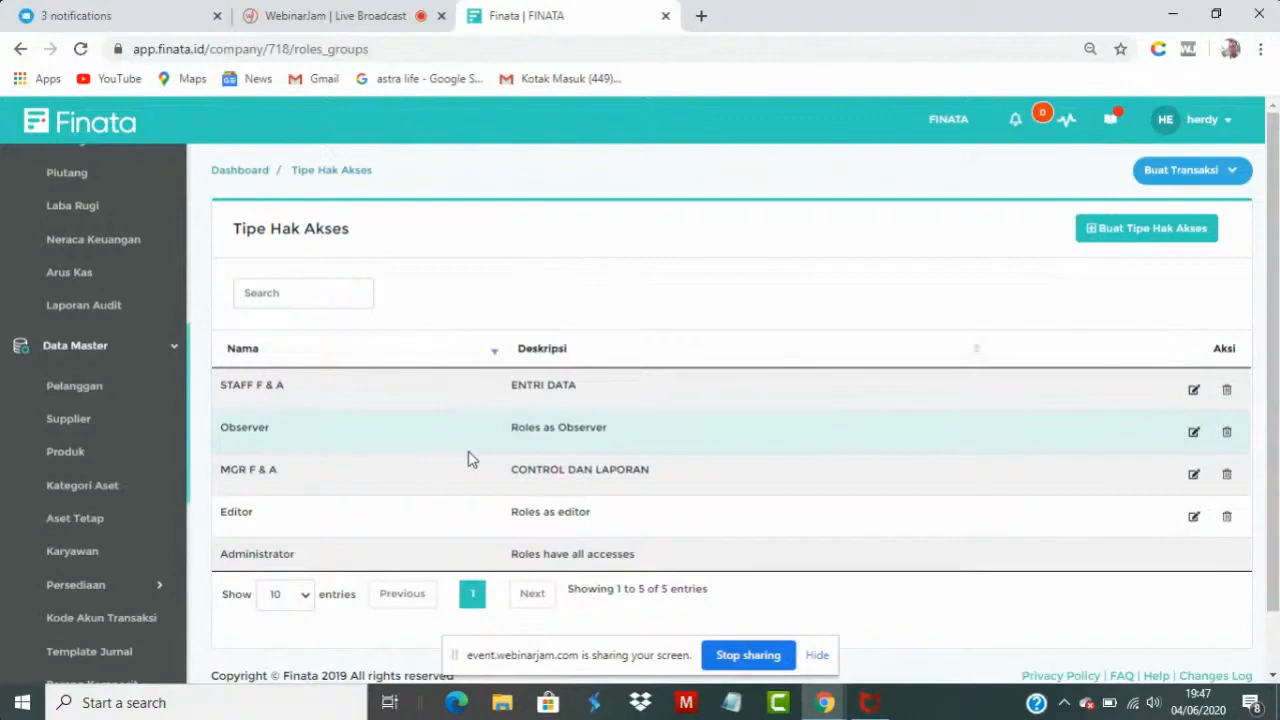 3 notifications
WebinarJam | Live Broadcast
Finata | FINATA
app.finata.id/company/718/roles_groups
Apps
YouTube
Maps
News
Gmail
astra life - Google S...
Kotak Masuk (449)...
Finata
FINATA
0
HE
herdy
Piutang
Laba Rugi
Neraca Keuangan
Arus Kas
Laporan Audit
Data Master
Pelanggan
Supplier
Produk
Kategori Aset
Aset Tetap
Karyawan
Persediaan
Kode Akun Transaksi
Template Jurnal
Dashboard / Tipe Hak Akses
Buat Transaksi
Tipe Hak Akses
Buat Tipe Hak Akses
Search
Nama Deskripsi Aksi
STAFF F & A ENTRI DATA
Observer Roles as Observer
MGR F & A CONTROL DAN LAPORAN
Editor Roles as editor
Administrator Roles have all accesses
Show 10 entries Previous 1 Next Showing 1 to 5 of 5 entries
event.webinarjam.com is sharing your screen. Stop sharing Hide
Copyright © Finata 2019 All rights reserved
Privacy Policy | FAQ | Help | Changes Log
Start a search
19:47
04/06/2020
8